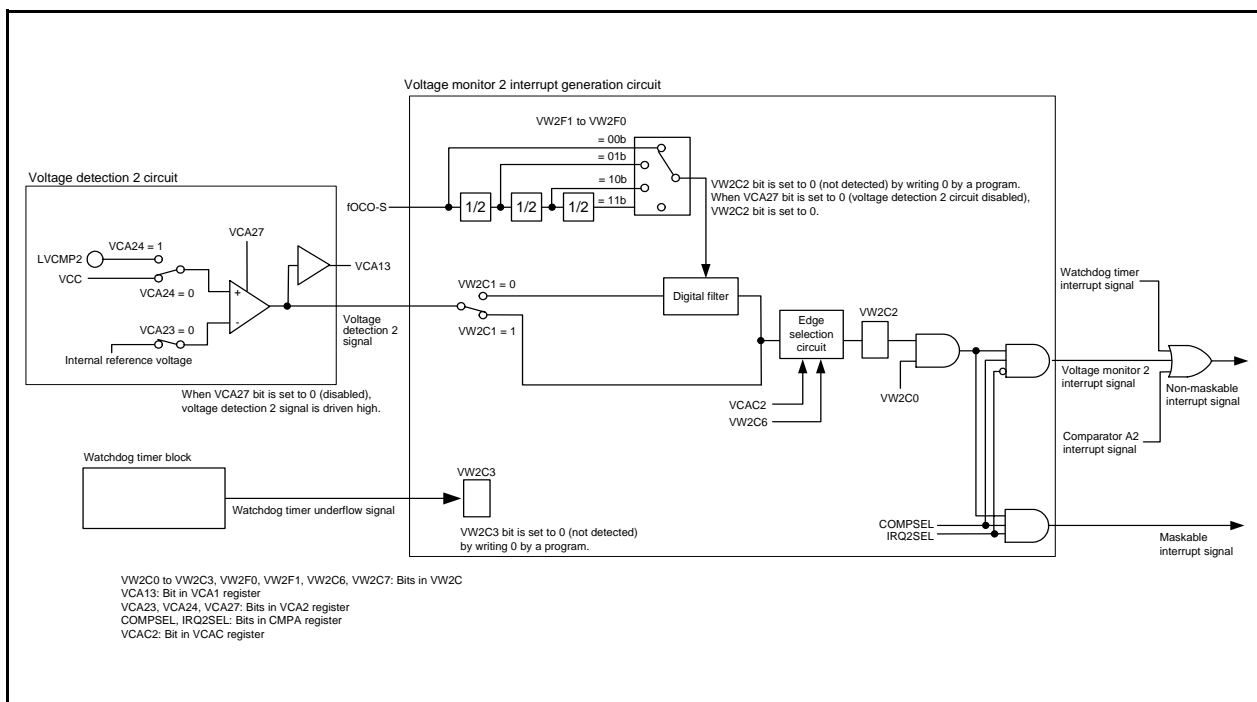 Voltage monitor 2 interrupt generation circuit
VW2F1 to VW2F0
= 00b
= 01b
= 10b
= 11b
fOCO-S
1/2
1/2
1/2
VW2C2 bit is set to 0 (not detected) by writing 0 by a program.
When VCA27 bit is set to 0 (voltage detection 2 circuit disabled),
VW2C2 bit is set to 0.
Voltage detection 2 circuit
VCA27
LVCMP2
VCA24 = 1
VCC
VCA24 = 0
+
-
VCA13
VCA23 = 0
Internal reference voltage
Voltage
detection 2
signal
When VCA27 bit is set to 0 (disabled),
voltage detection 2 signal is driven high.
VW2C1 = 0
VW2C1 = 1
Digital filter
Edge
selection
circuit
VCAC2
VW2C6
VW2C2
VW2C0
Watchdog timer
interrupt signal
Voltage monitor 2
interrupt signal
Non-maskable
interrupt signal
Comparator A2
interrupt signal
COMPSEL
IRQ2SEL
Maskable
interrupt signal
Watchdog timer block
Watchdog timer underflow signal
VW2C3
VW2C3 bit is set to 0 (not detected)
by writing 0 by a program.
VW2C0 to VW2C3, VW2F0, VW2F1, VW2C6, VW2C7: Bits in VW2C
VCA13: Bit in VCA1 register
VCA23, VCA24, VCA27: Bits in VCA2 register
COMPSEL, IRQ2SEL: Bits in CMPA register
VCAC2: Bit in VCAC register